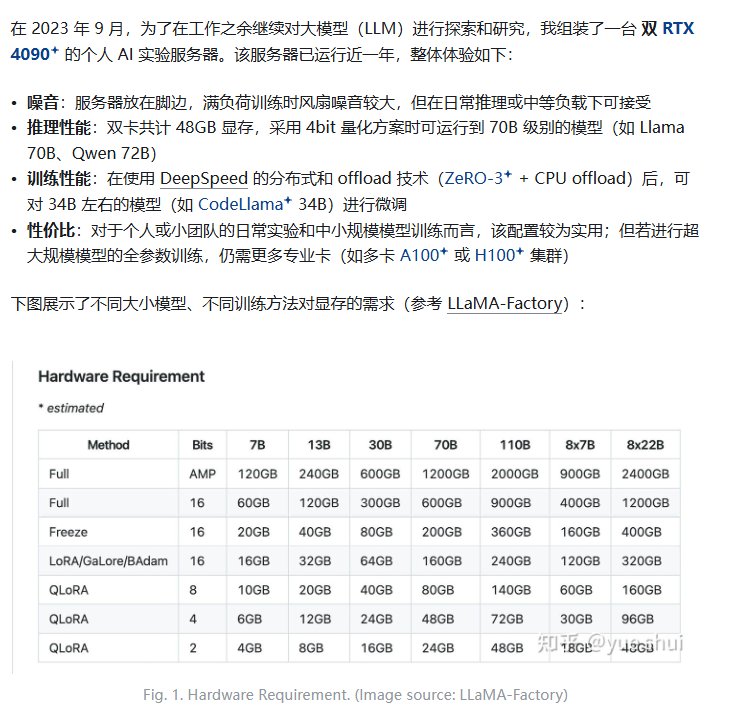 在 2023 年 9 月，为了在工作之余继续对大模型（LLM）进行探索和研究，我组装了一台 双 RTX
4090 的个人 AI 实验服务器。该服务器已运行近一年，整体体验如下：
• 噪音：服务器放在脚边，满负荷训练时风扇噪音较大，但在日常推理或中等负载下可接受
• 推理性能：双卡共计 48GB 显存，采用 4bit 量化方案时可运行到 70B 级别的模型（如 Llama
70B、Qwen 72B）
• 训练性能：在使用 DeepSpeed 的分布式和 offload 技术（ZeRO-3 + CPU offload）后，可
对 34B 左右的模型（如 CodeLlama 34B）进行微调
• 性价比：对于个人或小团队的日常实验和中小规模模型训练而言，该配置较为实用；但若进行超
大规模模型的全参数训练，仍需更多专业卡（如多卡 A100 或 H100 集群）
下图展示了不同大小模型、不同训练方法对显存的需求（参考 LLaMA-Factory）：
Hardware Requirement
* estimated
Method Bits 7B 13B 30B 70B 110B 8x7B 8x22B
Full AMP 120GB 240GB 600GB 1200GB 2000GB 900GB 2400GB
Full 16 60GB 120GB 300GB 600GB 900GB 400GB 1200GB
Freeze 16 20GB 40GB 80GB 200GB 360GB 160GB 400GB
LoRA/GaLore/BAdam 16 16GB 32GB 64GB 160GB 240GB 120GB 320GB
QLoRA 8 10GB 20GB 40GB 80GB 140GB 60GB 160GB
QLoRA 4 6GB 12GB 24GB 48GB 72GB 30GB 96GB
QLoRA 2 4GB 8GB 16GB 24GB 48GB 18GB 48GB
知乎 @yueshui
Fig. 1. Hardware Requirement. (Image source: LLaMA-Factory)